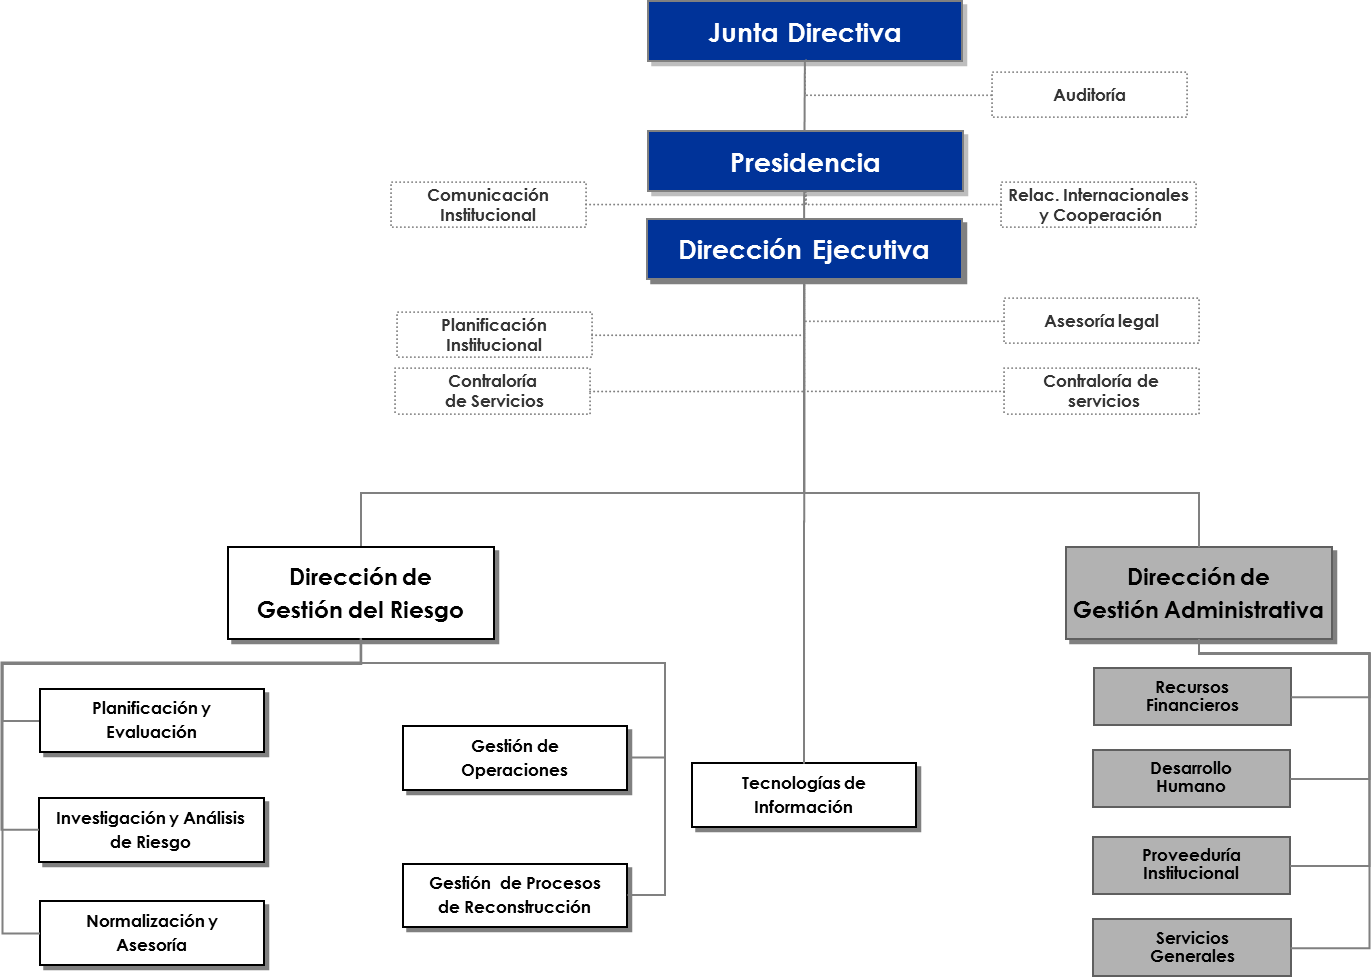 Junta Directiva
Auditoría
Presidencia
Comunicación
Institucional
Relac. Internacionales
y Cooperación
Dirección Ejecutiva
Planificación
Institucional
Asesoría legal
Contraloría
de Servicios
Contraloría de
servicios
Dirección de
Gestión del Riesgo
Dirección de
Gestión Administrativa
Planificación y
Evaluación
Investigación y Análisis
de Riesgo
Normalización y
Asesoría
Gestión de
Operaciones
Gestión de Procesos
de Reconstrucción
Tecnologías de
Información
Recursos
Financieros
Desarrollo
Humano
Proveeduría
Institucional
Servicios
Generales